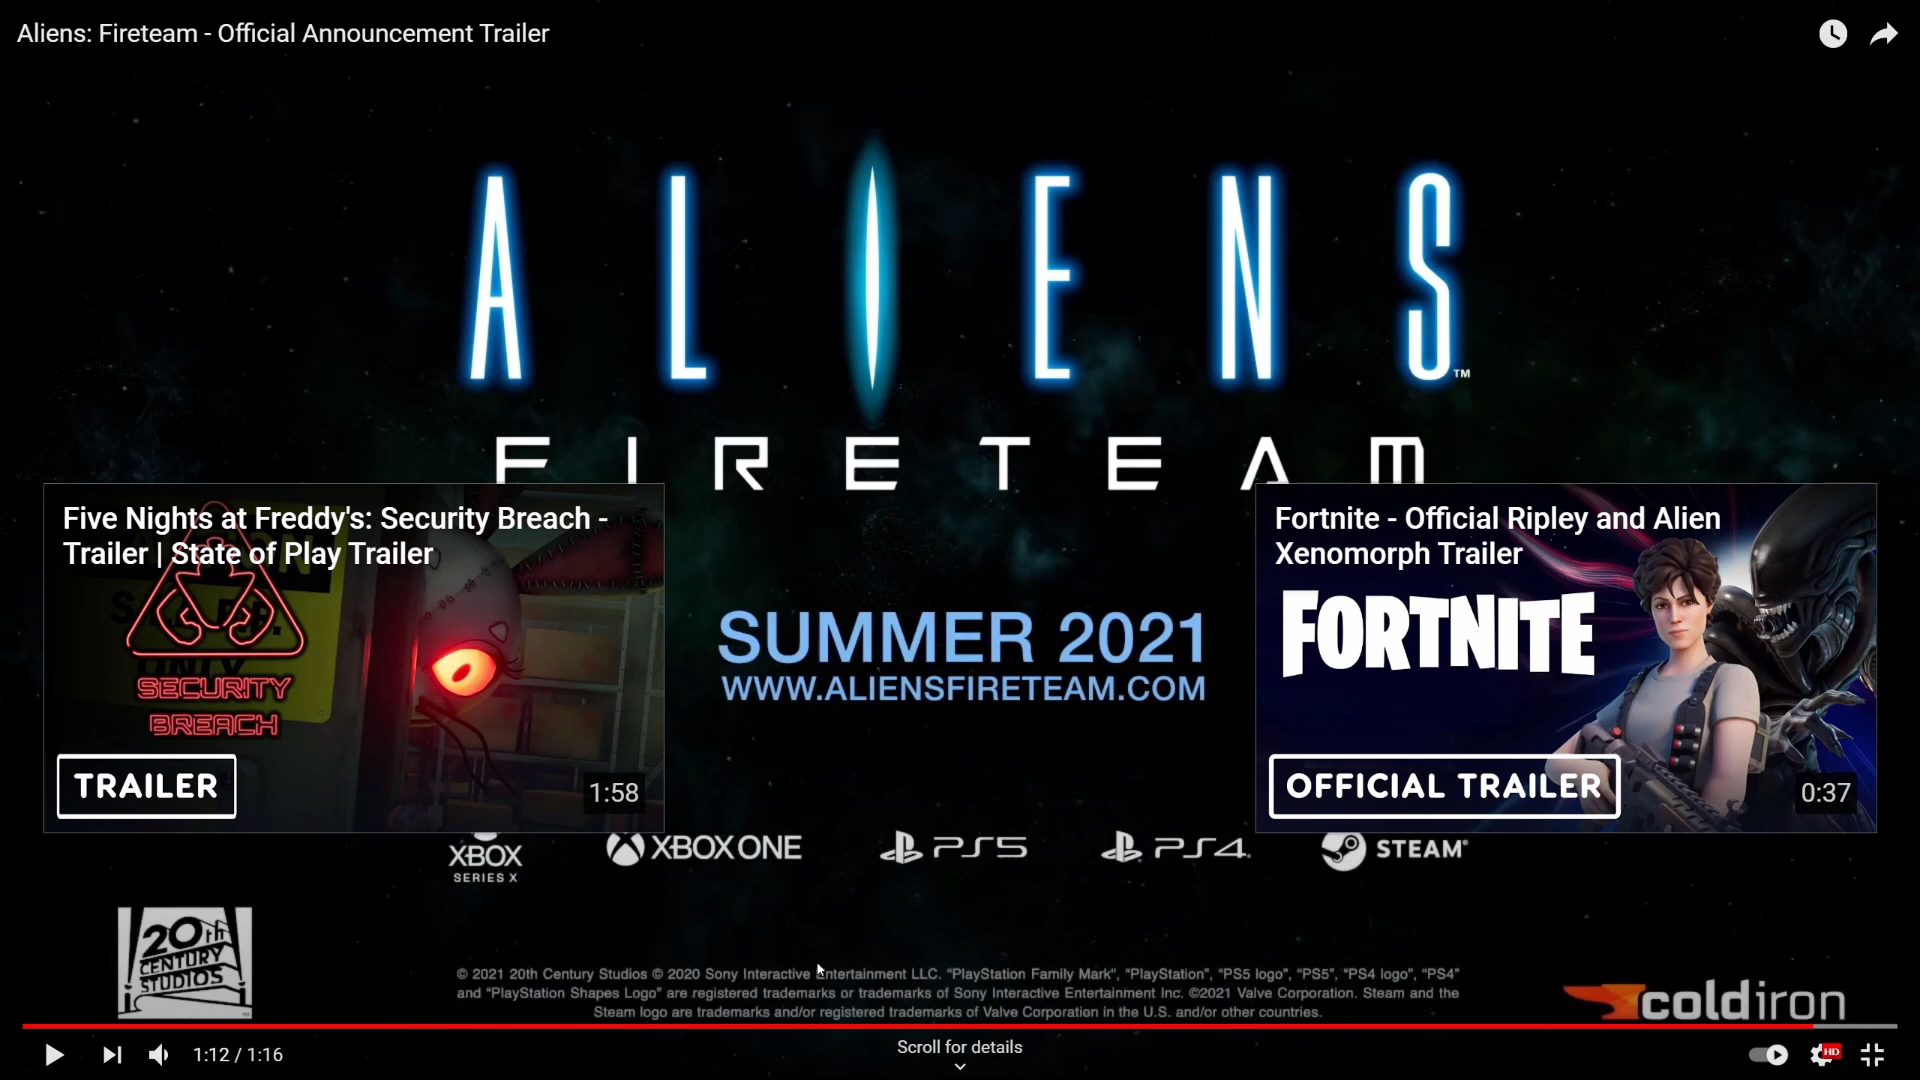 Aliens: Fireteam - Official Announcement Trailer
ALIENS™
FIRETEAM
Five Nights at Freddy's: Security Breach -
Trailer | State of Play Trailer
SECURITY
BREACH
TRAILER
1:58
SUMMER 2021
WWW.ALIENSFIRETEAM.COM
Fortnite - Official Ripley and Alien
Xenomorph Trailer
FORTNITE
OFFICIAL TRAILER
0:37
XBOX
SERIES X
XBOX ONE
PS5
PS4
STEAM
20th
CENTURY
STUDIOS
© 2021 20th Century Studios © 2020 Sony Interactive Entertainment LLC. “PlayStation Family Mark”, “PlayStation”, “PS5 logo”, “PS5”, “PS4 logo”, “PS4”
and “PlayStation Shapes Logo” are registered trademarks or trademarks of Sony Interactive Entertainment Inc. ©2021 Valve Corporation. Steam and the
Steam logo are trademarks and/or registered trademarks of Valve Corporation in the U.S. and/or other countries.
coldiron
1:12 / 1:16
Scroll for details
HD